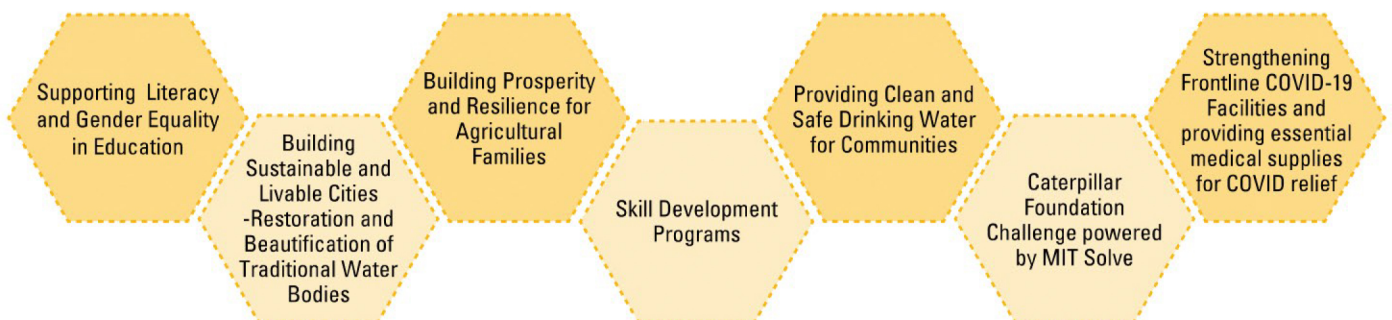 Supporting Literacy
and Gender Equality
in Education
Building
Sustainable and
Livable Cities
-Restoration and
Beautification of
Traditional Water
Bodies
Building Prosperity
and Resilience for
Agricultural
Families
Skill Development
Programs
Providing Clean and
Safe Drinking Water
for Communities
Caterpillar
Foundation
Challenge powered
by MIT Solve
Strengthening
Frontline COVID-19
Facilities and
providing essential
medical supplies
for COVID relief